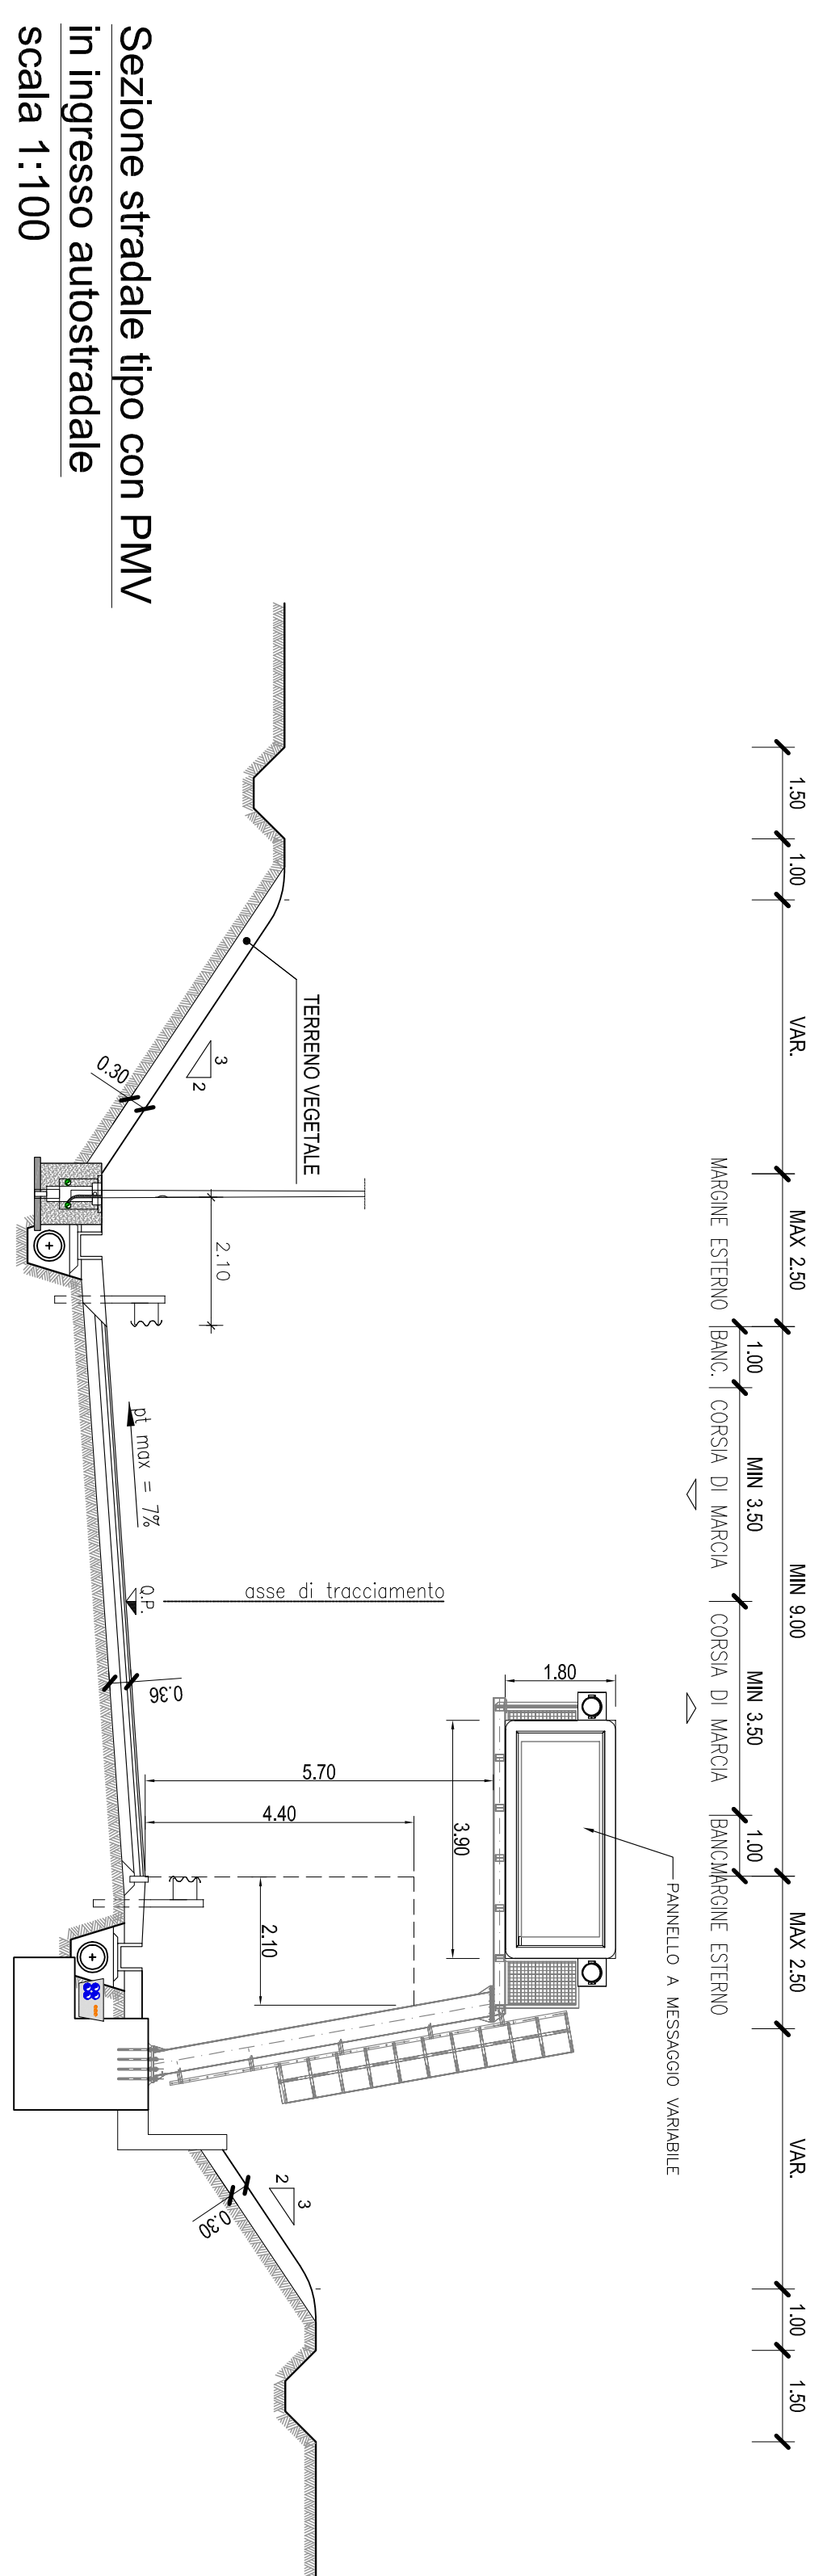 1.50
1.00
VAR.
MAX 2.50
MIN 9.00
MAX 2.50
VAR.
1.00
1.50
1.00
MIN 3.50
MIN 3.50
1.00
MARGINE ESTERNO
BANC.
CORSIA DI MARCIA
CORSIA DI MARCIA
BANC.
MARGINE ESTERNO
PANNELLO A MESSAGGIO VARIABILE
1.80
3.90
5.70
4.40
2.10
asse di tracciamento
Q.P.
TERRENO VEGETALE
3
2
0.30
2.10
pt max = 7%
0.36
3
2
0.30
Sezione stradale tipo con PMV
in ingresso autostradale
scala 1:100